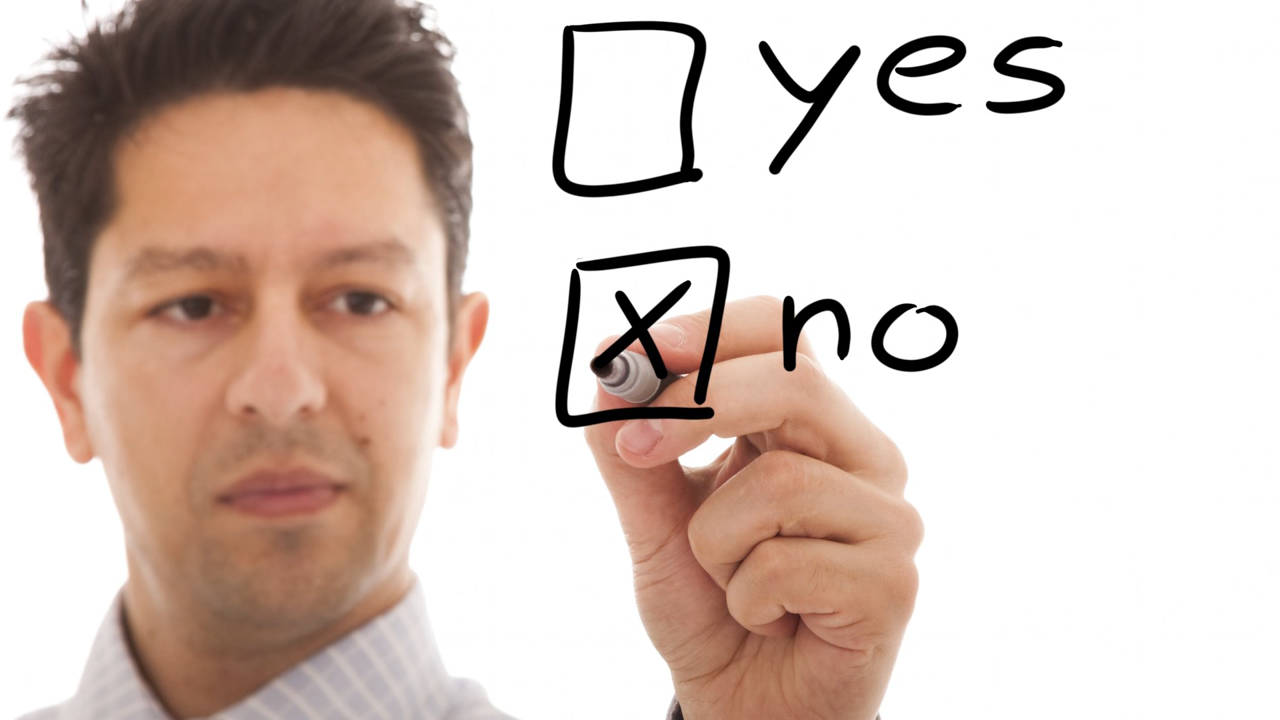 yes
x no